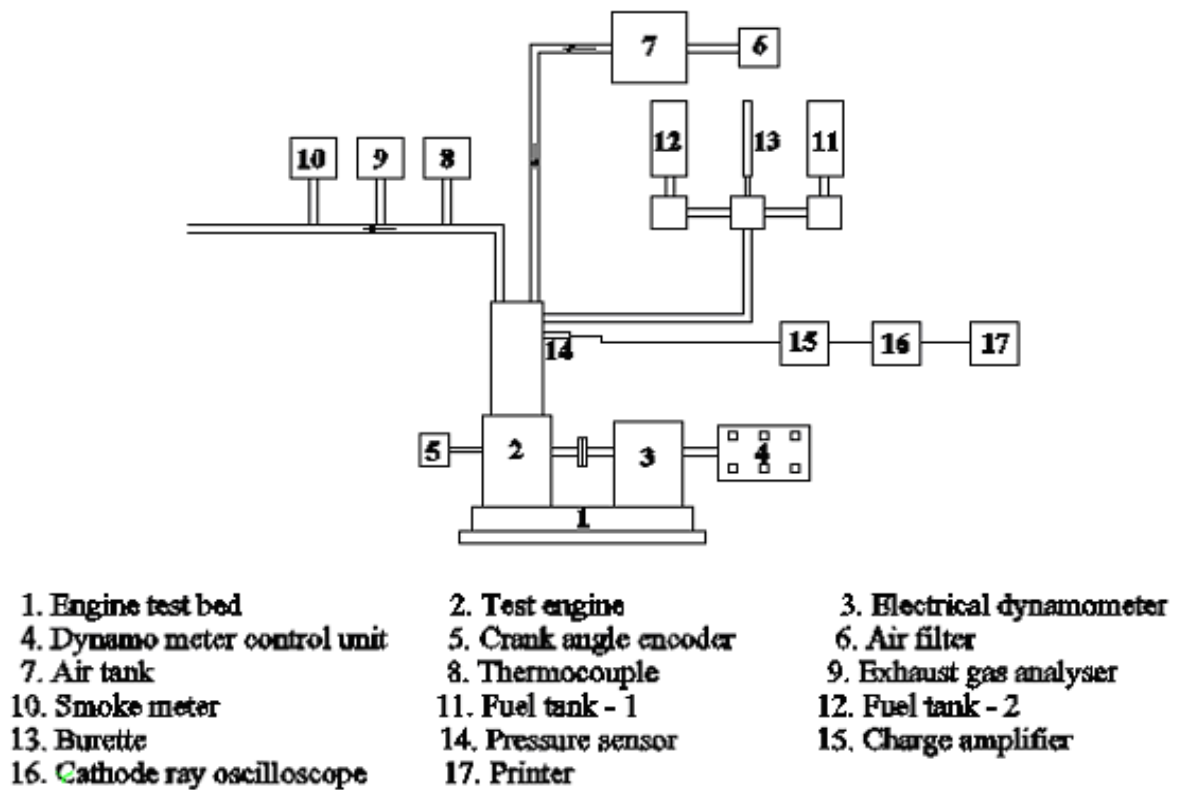 7
6
12
13
11
10
9
8
14
15
16
17
5
2
3
4
1
1. Engine test bed 2. Test engine 3. Electrical dynamometer
4. Dynamo meter control unit 5. Crank angle encoder 6. Air filter
7. Air tank 8. Thermocouple 9. Exhaust gas analyser
10. Smoke meter 11. Fuel tank - 1 12. Fuel tank - 2
13. Burette 14. Pressure sensor 15. Charge amplifier
16. Cathode ray oscilloscope 17. Printer